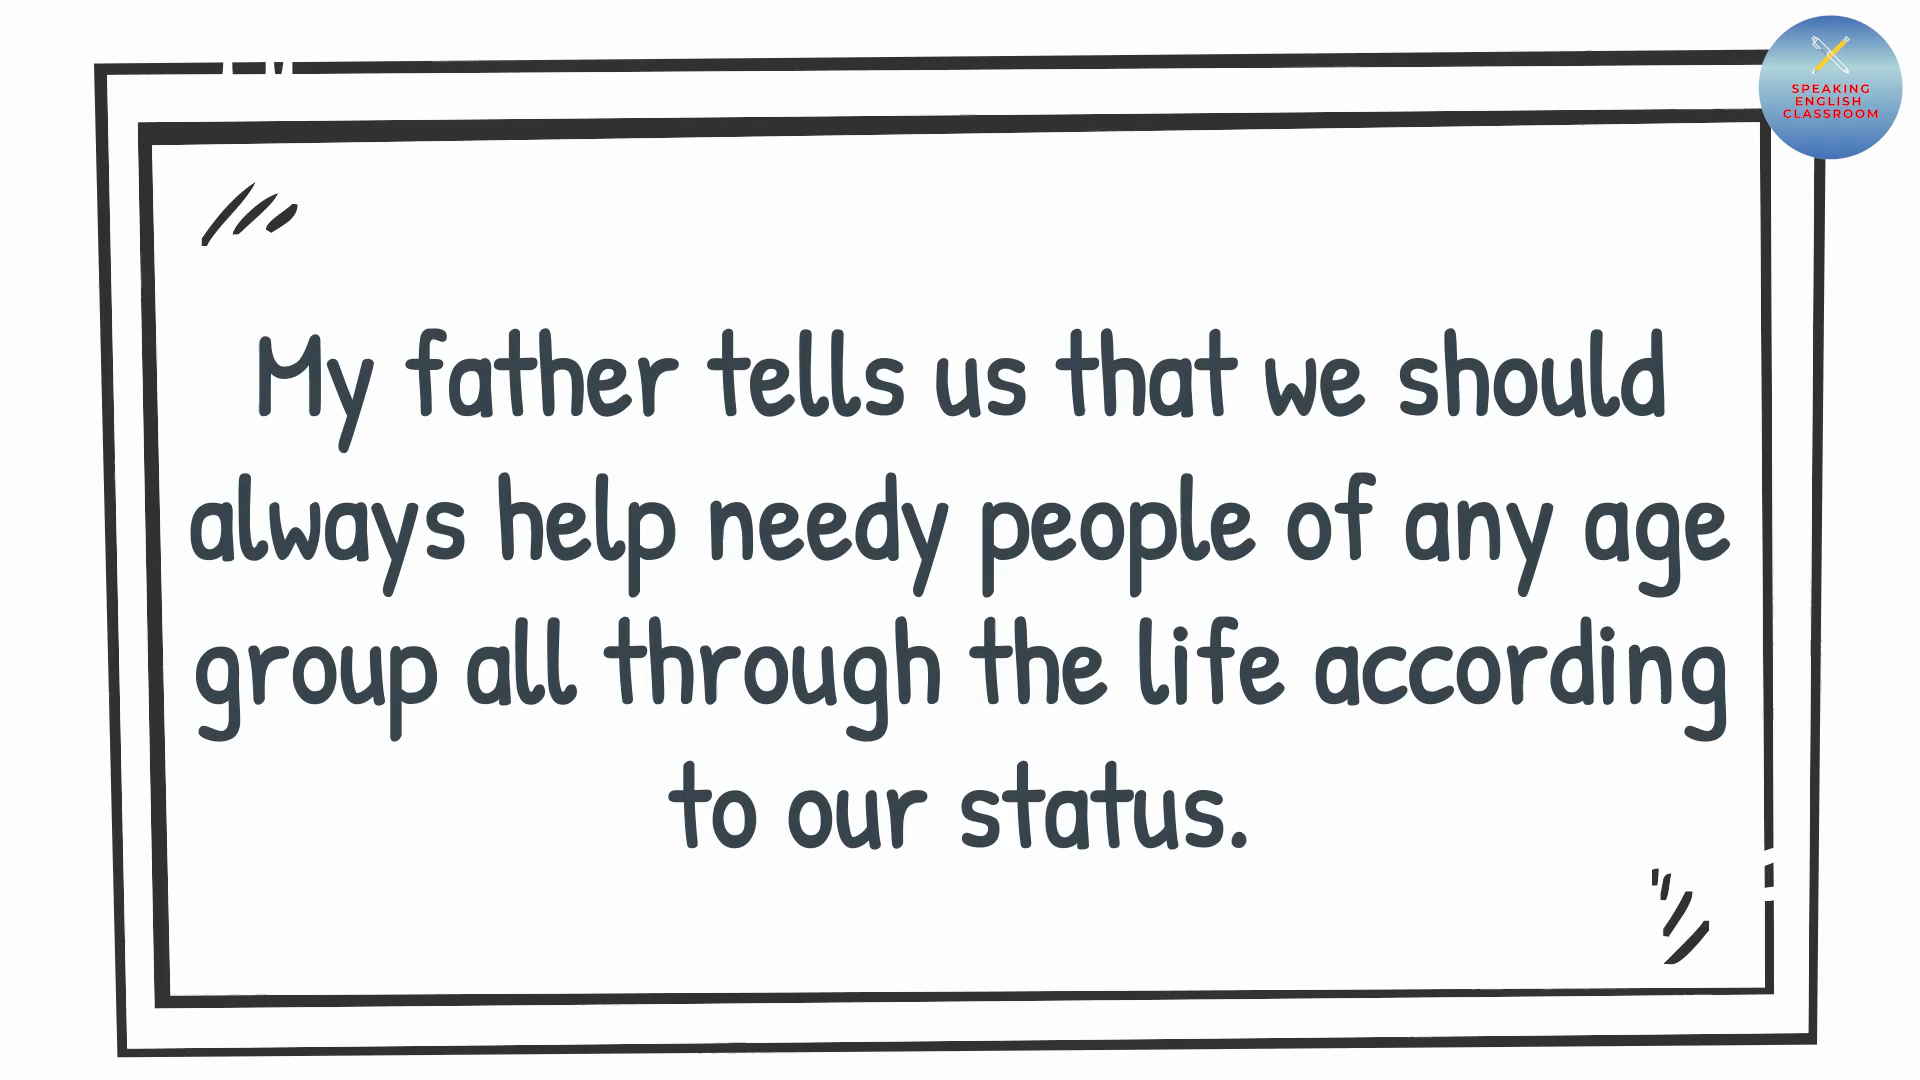 SPEAKING
ENGLISH
CLASSROOM
My father tells us that we should
always help needy people of any age
group all through the life according
to our status.